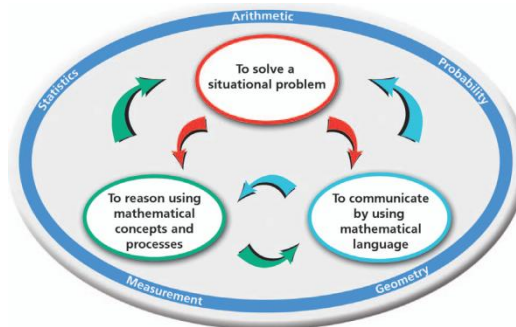 Arithmetic
Statistics
Probability
To solve a
situational problem
To reason using
mathematical
concepts and
processes
To communicate
by using
mathematical
language
Measurement
Geometry